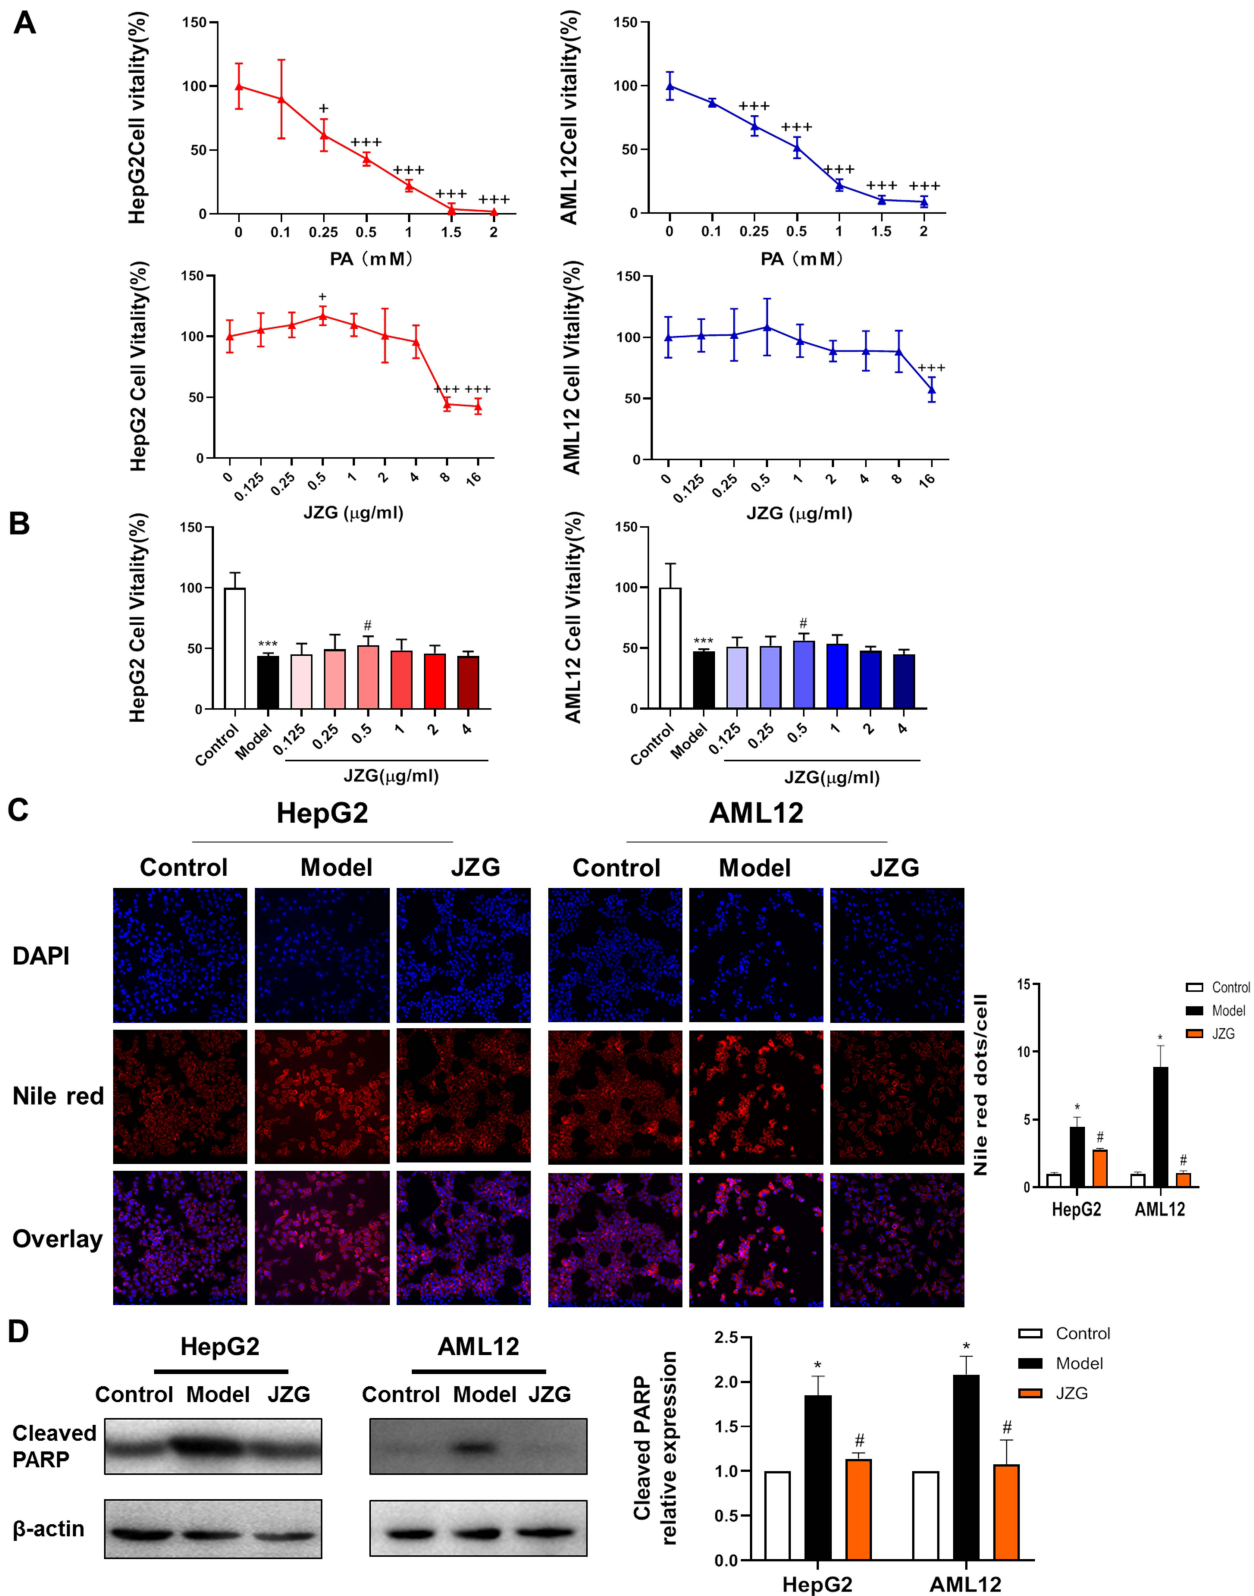 A
HepG2Cell vitality(%)
150
100
50
0
+
+++
+++
+++
+++
0 0.1 0.25 0.5 1 1.5 2
PA (mM)
AML12Cell vitality(%)
150
100
50
0
+++
+++
+++
+++
+++
0 0.1 0.25 0.5 1 1.5 2
PA (mM)
HepG2 Cell Vitality(%)
150
100
50
0
+
+++ +++
0 0.125 0.25 0.5 1 2 4 8 16
JZG (μg/ml)
AML12 Cell Vitality(%)
150
100
50
0
+++
0 0.125 0.25 0.5 1 2 4 8 16
JZG (μg/ml)
B
HepG2 Cell Vitality(%)
150
100
50
0
***
#
Control Model 0.125 0.25 0.5 1 2 4
JZG(μg/ml)
AML12 Cell Vitality(%)
150
100
50
0
***
#
Control Model 0.125 0.25 0.5 1 2 4
JZG(μg/ml)
C
HepG2 AML12
Control Model JZG Control Model JZG
DAPI
Nile red
Overlay
Nile red dots/cell
15
10
5
0
* # * #
HepG2 AML12
Control
Model
JZG
D
HepG2 AML12
Control Model JZG Control Model JZG
Cleaved
PARP
β-actin
Cleaved PARP
relative expression
2.5
2.0
1.5
1.0
0.5
0.0
* # * #
HepG2 AML12
Control
Model
JZG